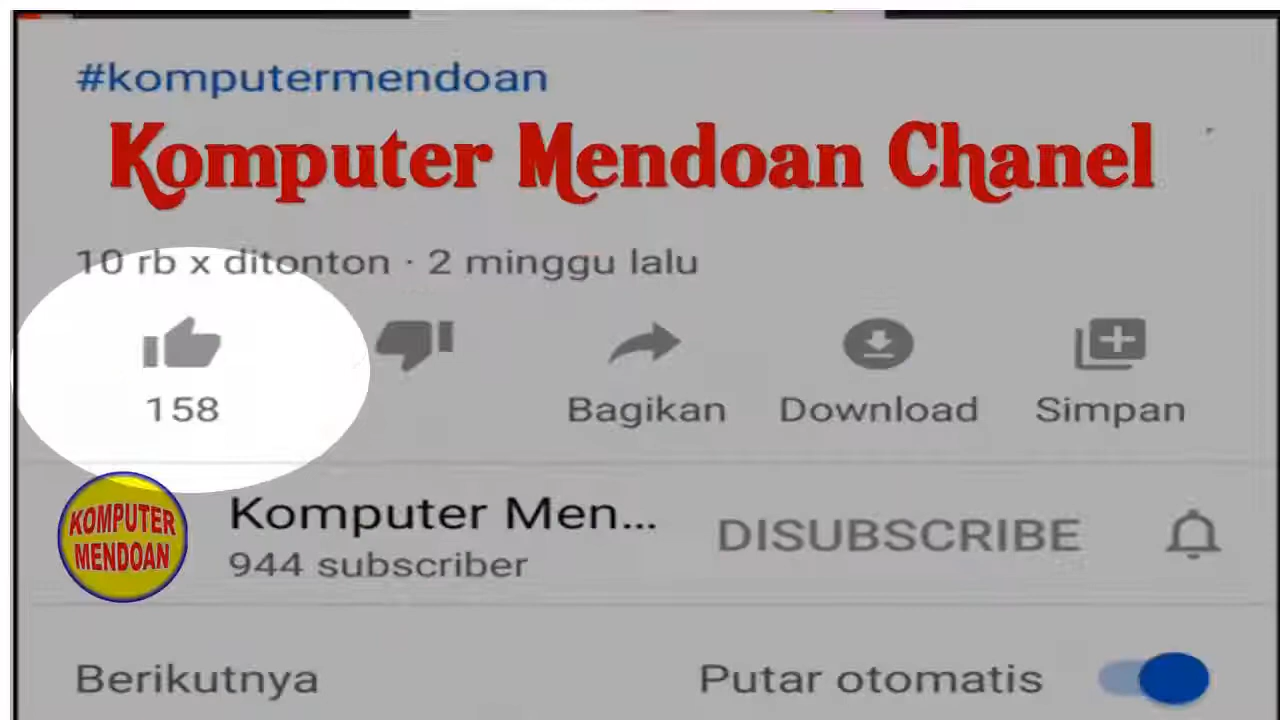 #komputermendoan
Komputer Mendoan Chanel
10 rb x ditonton · 2 minggu lalu
158
Bagikan
Download
Simpan
KOMPUTER
MENDOAN
Komputer Men...
944 subscriber
DISUBSCRIBE
Berikutnya
Putar otomatis